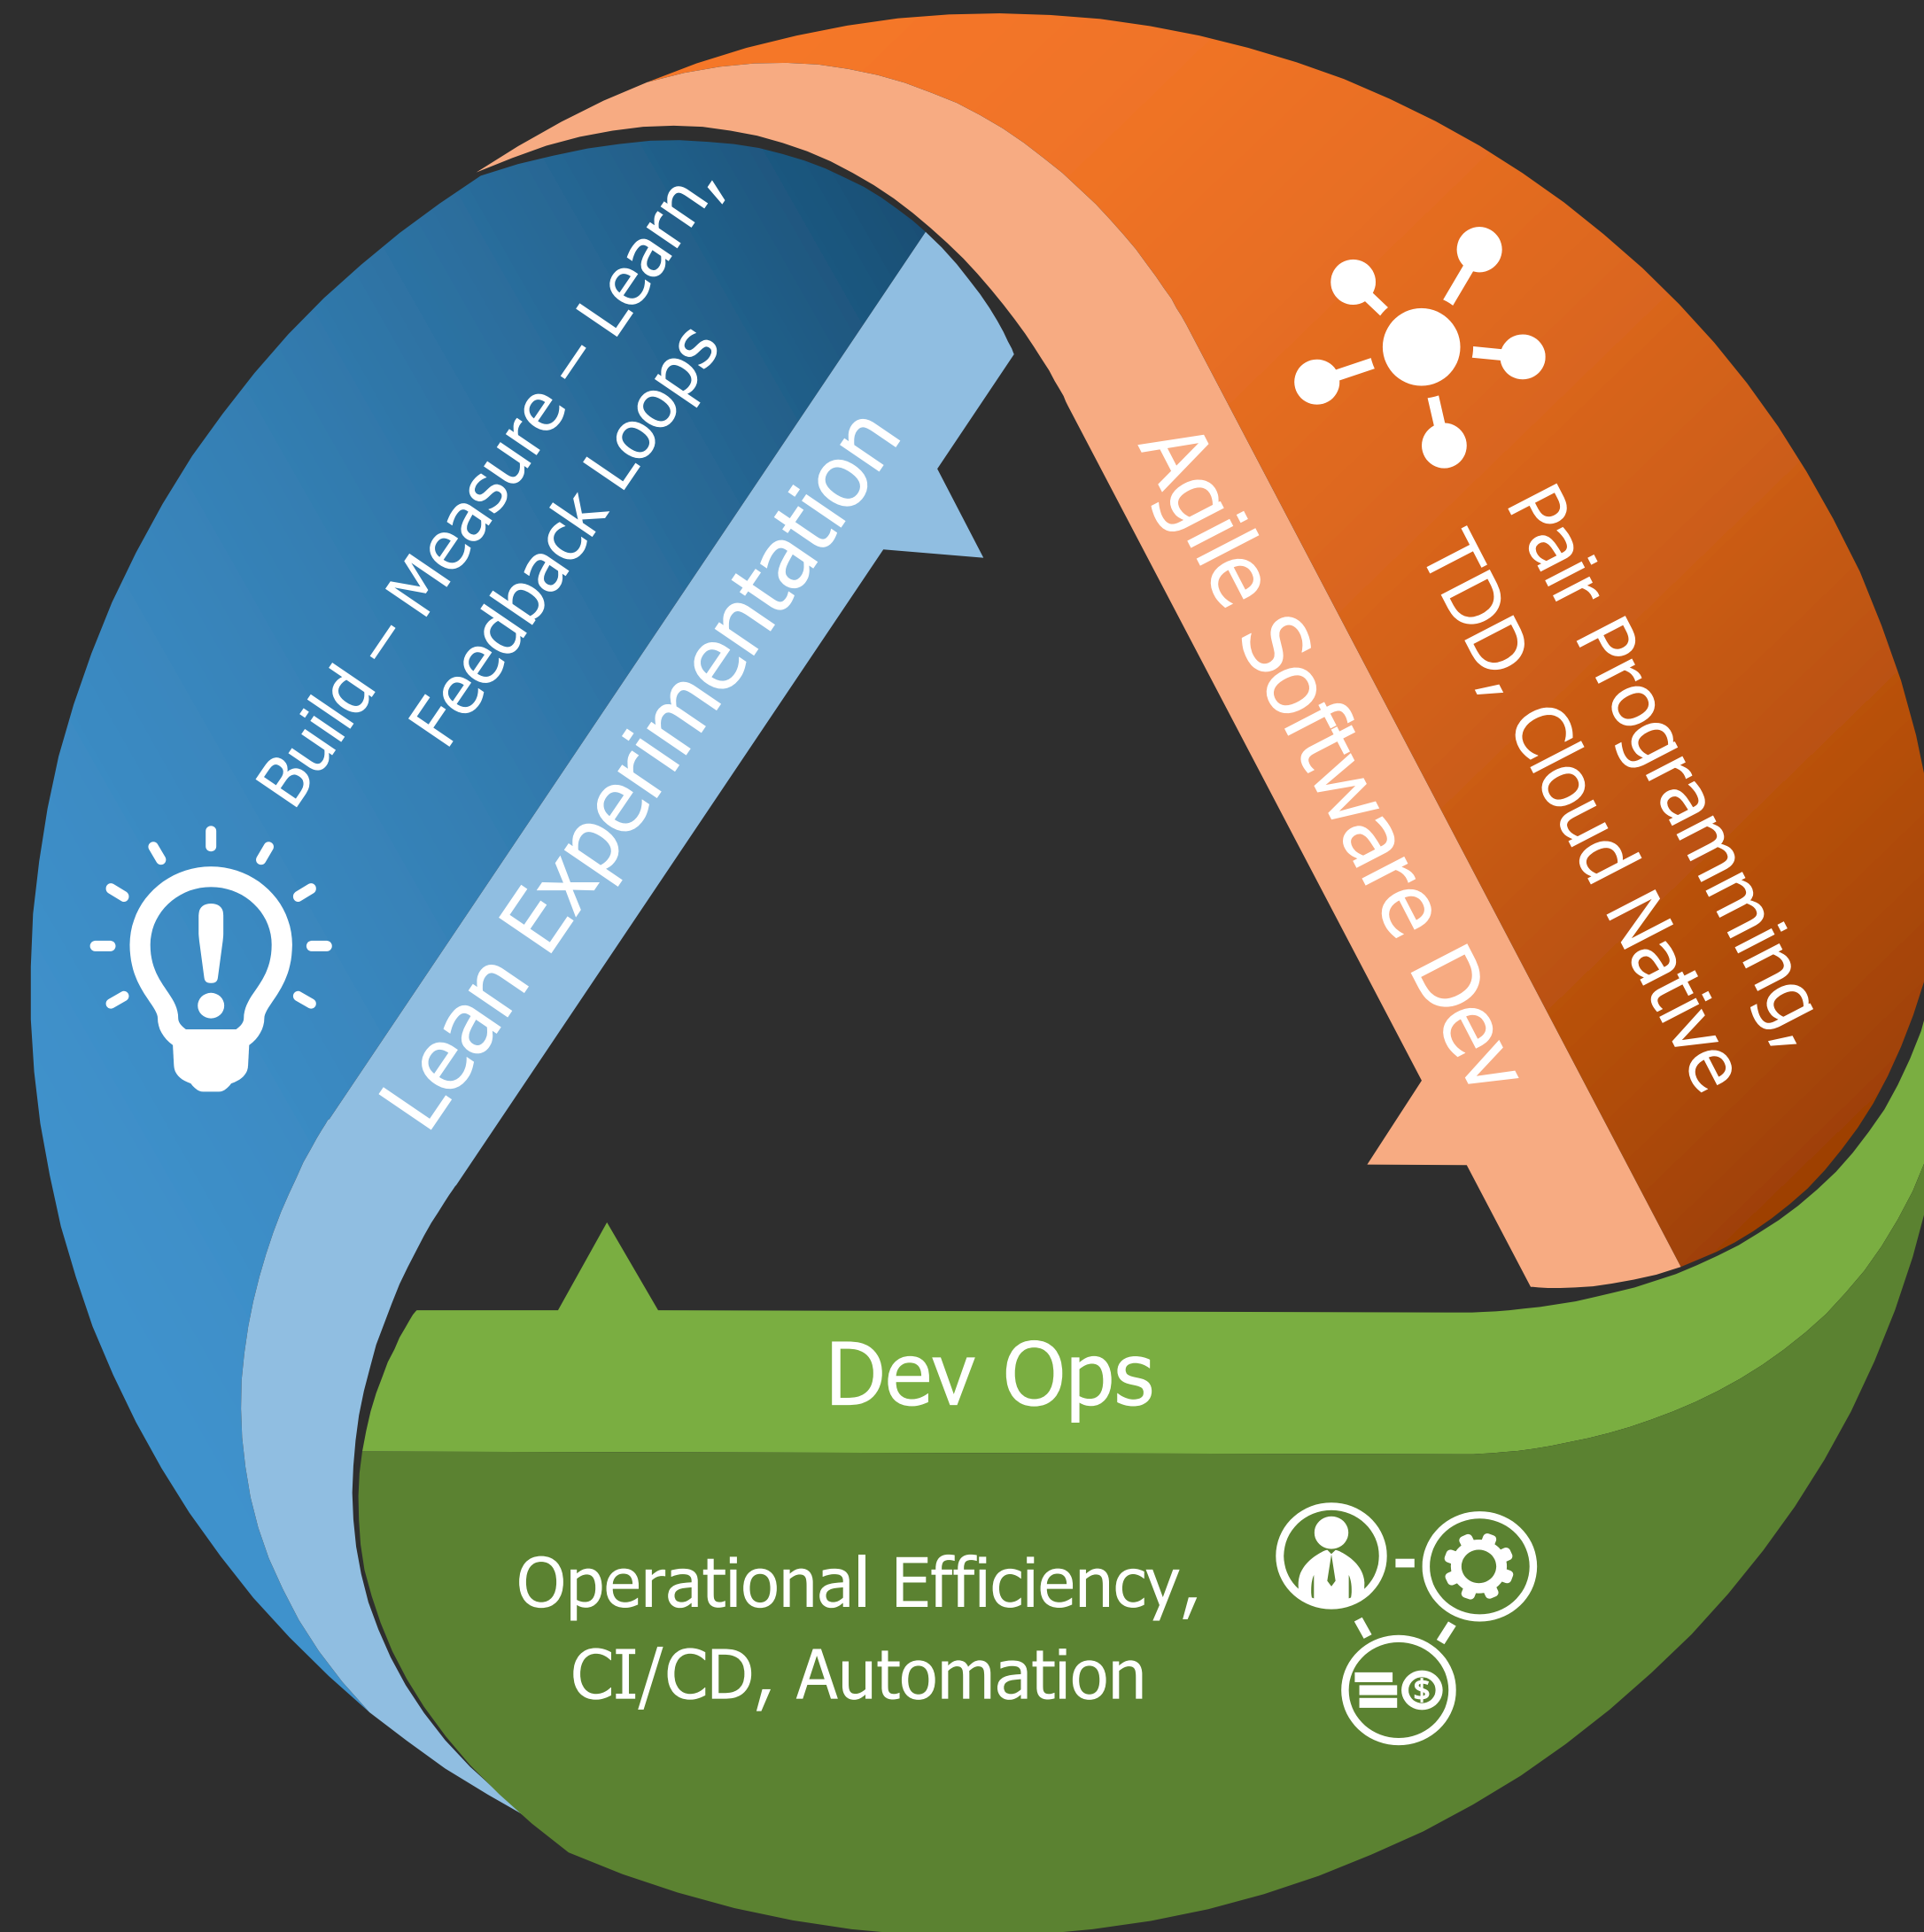 Build – Measure – Learn,
Feedback Loops
Lean Experimentation
Agile Software Dev
Pair Programming,
TDD, Cloud Native
Dev Ops
Operational Efficiency,
CI/CD, Automation
$